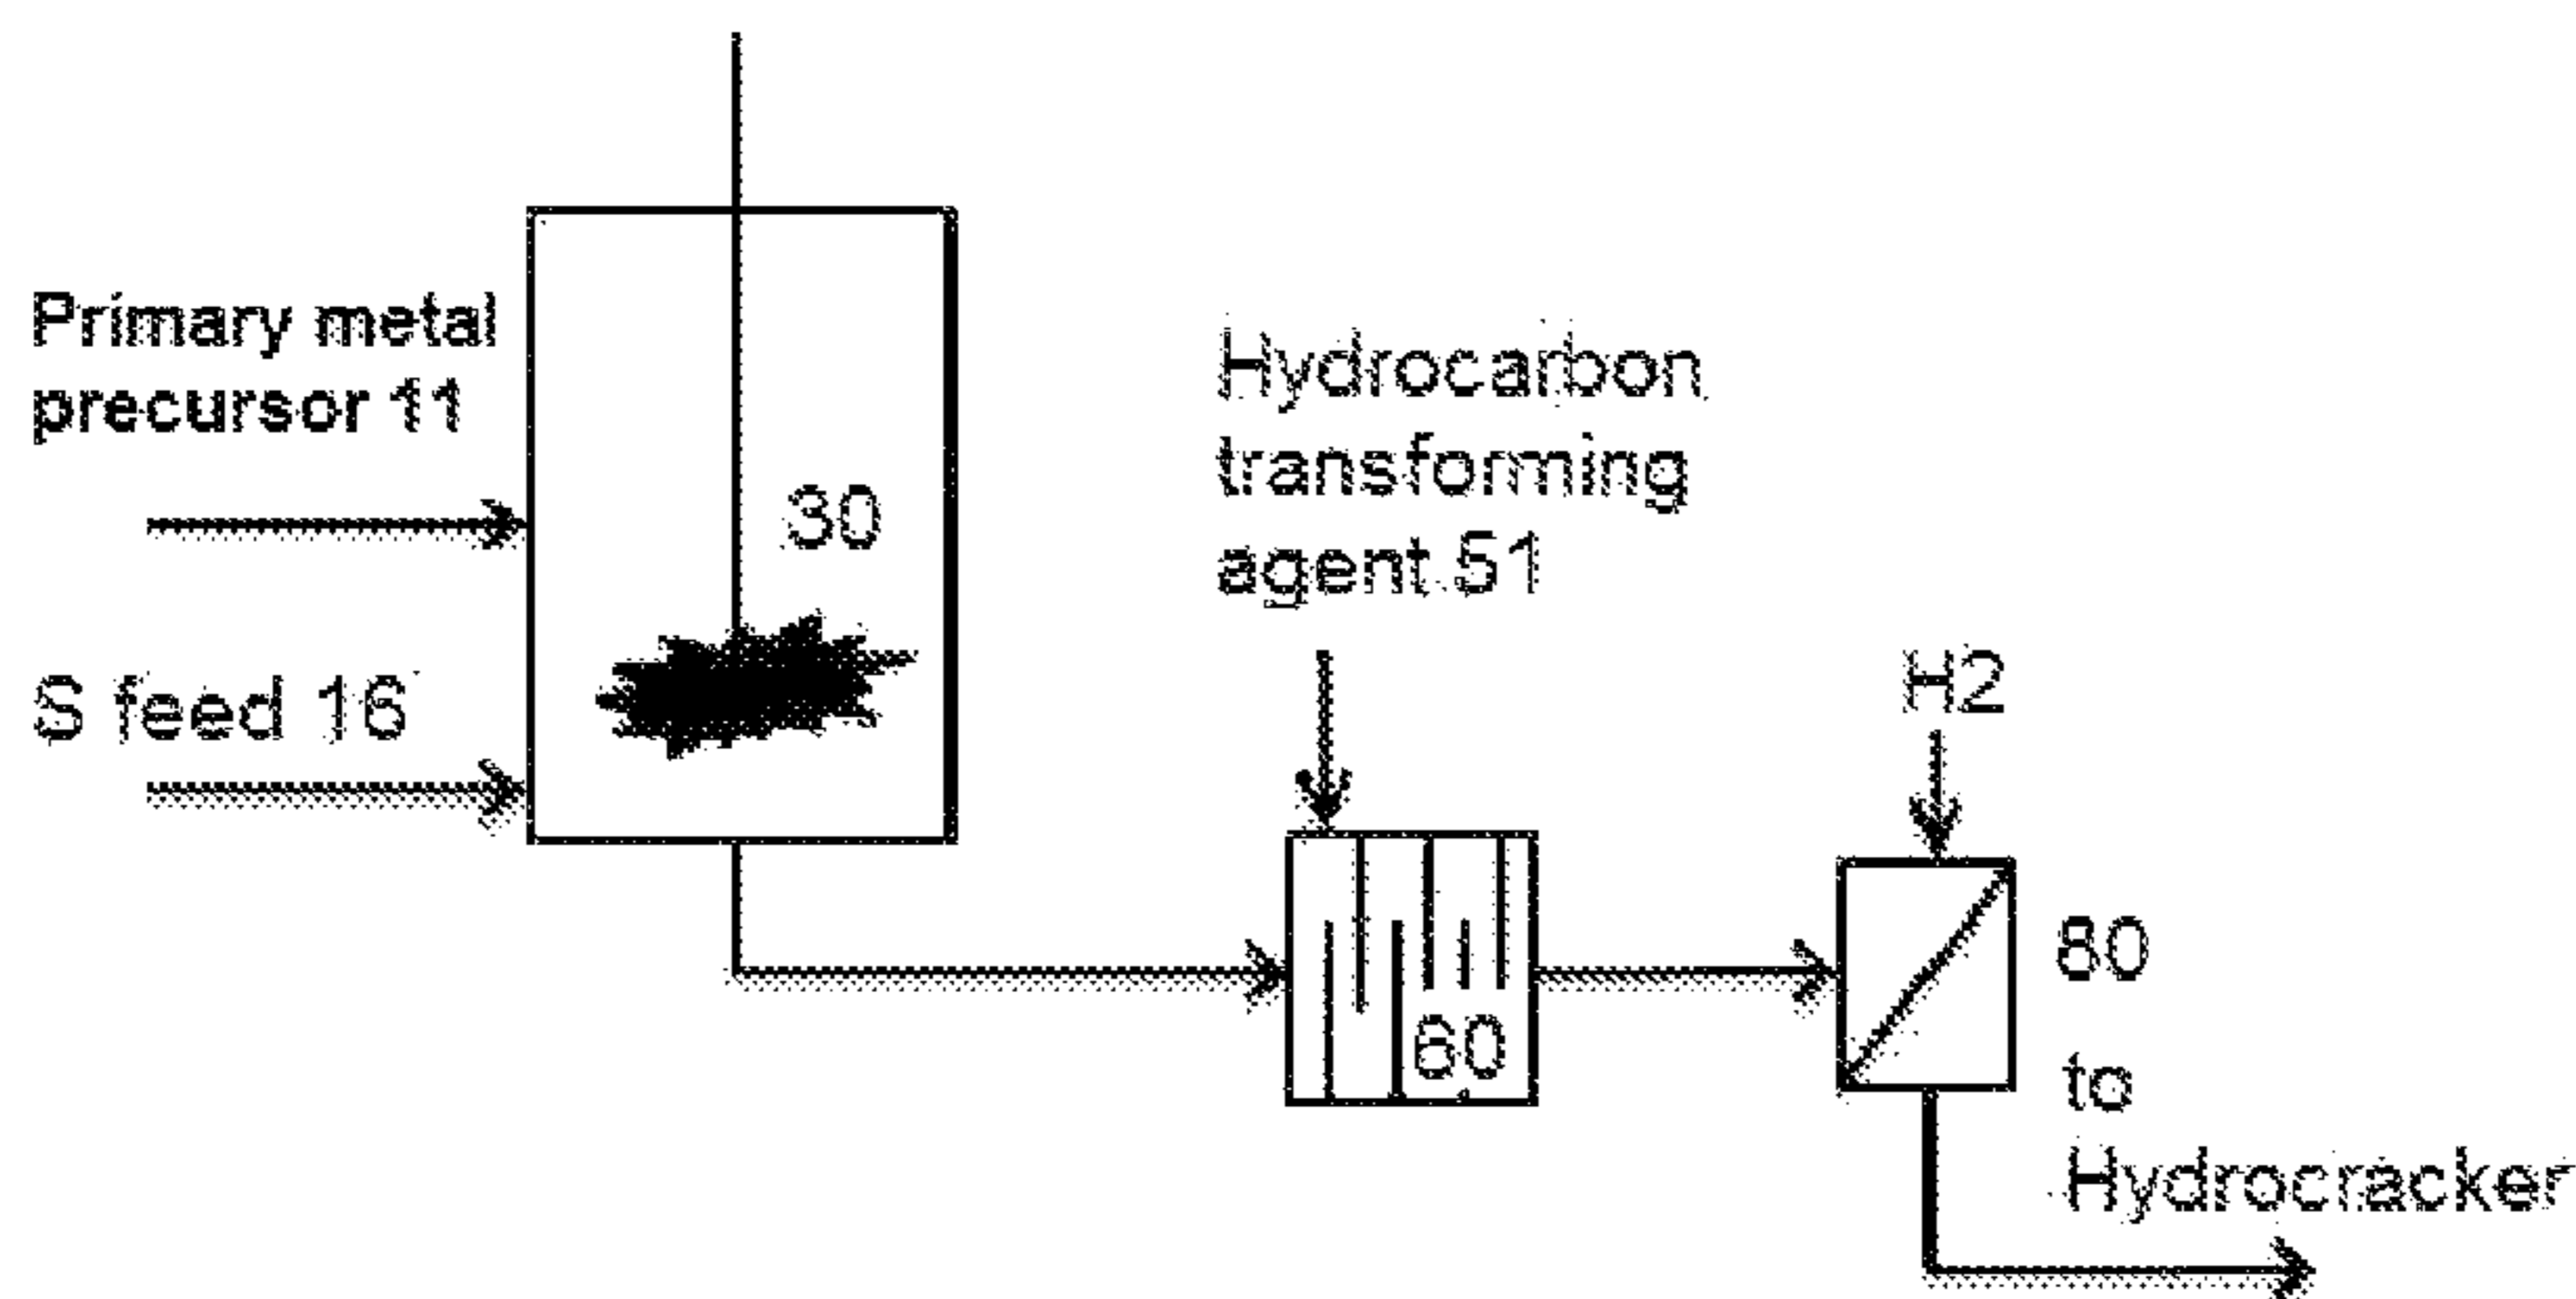 Primary metal
precursor 11
S feed 16
30
Hydrocarbon
transforming
agent 51
60
H2
80
to
Hydrocracker